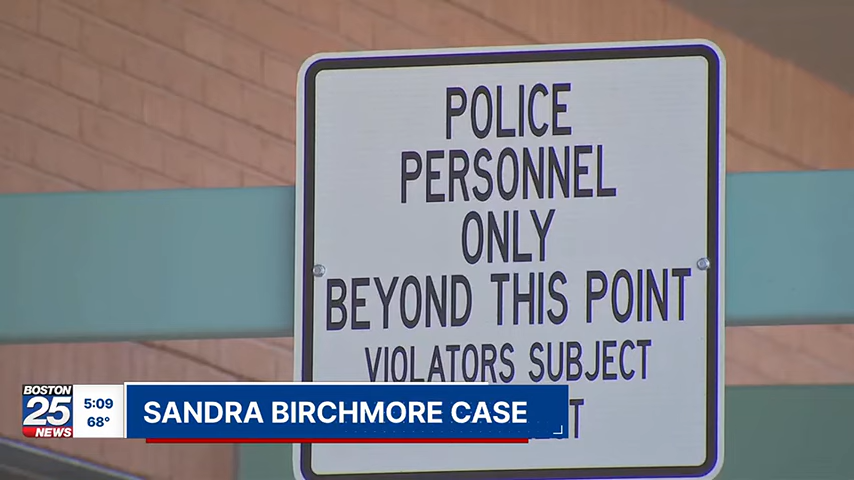 POLICE
PERSONNEL
ONLY
BEYOND THIS POINT
VIOLATORS SUBJECT
BOSTON
25
NEWS
5:09
68°
SANDRA BIRCHMORE CASE